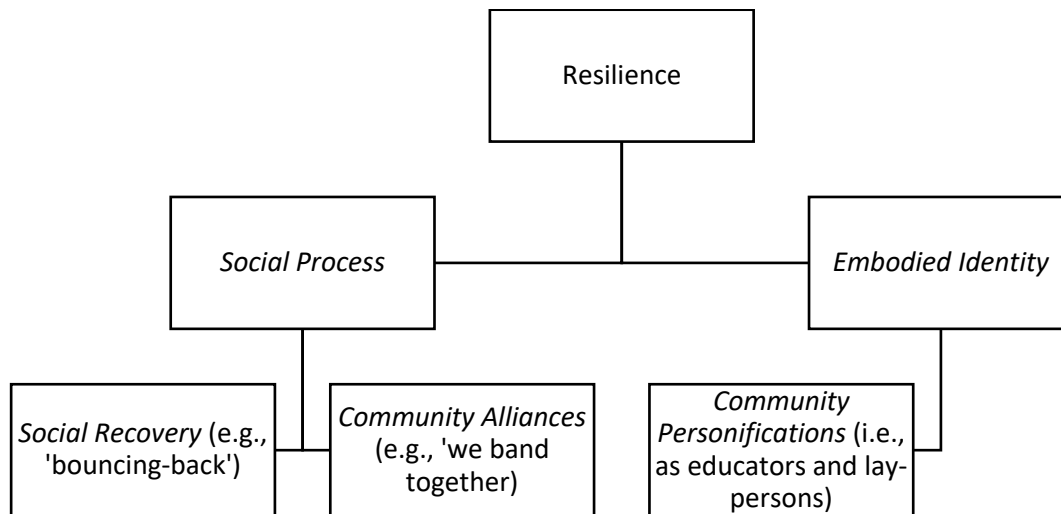 Resilience
Social Process
Embodied Identity
Social Recovery (e.g.,
'bouncing-back')
Community Alliances
(e.g., 'we band
together)
Community
Personifications (i.e.,
as educators and lay-
persons)